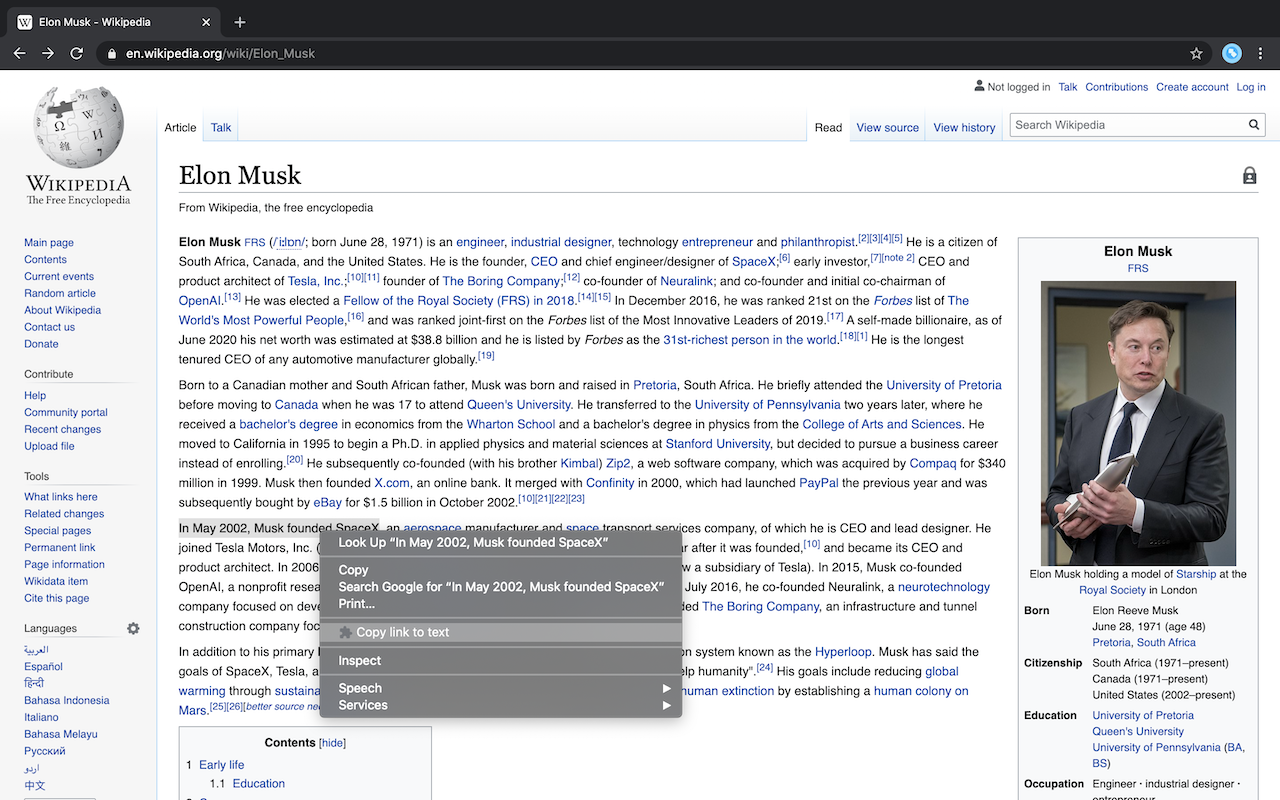 Elon Musk - Wikipedia
en.wikipedia.org/wiki/Elon_Musk
Not logged in Talk Contributions Create account Log in
Article Talk Read View source View history Search Wikipedia
WIKIPEDIA
The Free Encyclopedia
Main page
Contents
Current events
Random article
About Wikipedia
Contact us
Donate
Contribute
Help
Community portal
Recent changes
Upload file
Tools
What links here
Related changes
Special pages
Permanent link
Page information
Wikidata item
Cite this page
Languages
العربية
Español
हिन्दी
Bahasa Indonesia
Italiano
Bahasa Melayu
Русский
اردو
中文
Elon Musk
From Wikipedia, the free encyclopedia
Elon Musk FRS (/ˈiːlɒn/; born June 28, 1971) is an engineer, industrial designer, technology entrepreneur and philanthropist.[2][3][4][5] He is a citizen of
South Africa, Canada, and the United States. He is the founder, CEO and chief engineer/designer of SpaceX;[6] early investor,[7][note 2] CEO and
product architect of Tesla, Inc.;[10][11] founder of The Boring Company;[12] co-founder of Neuralink; and co-founder and initial co-chairman of
OpenAI.[13] He was elected a Fellow of the Royal Society (FRS) in 2018.[14][15] In December 2016, he was ranked 21st on the Forbes list of The
World's Most Powerful People,[16] and was ranked joint-first on the Forbes list of the Most Innovative Leaders of 2019.[17] A self-made billionaire, as of
June 2020 his net worth was estimated at $38.8 billion and he is listed by Forbes as the 31st-richest person in the world.[18][1] He is the longest
tenured CEO of any automotive manufacturer globally.[19]
Born to a Canadian mother and South African father, Musk was born and raised in Pretoria, South Africa. He briefly attended the University of Pretoria
before moving to Canada when he was 17 to attend Queen's University. He transferred to the University of Pennsylvania two years later, where he
received a bachelor's degree in economics from the Wharton School and a bachelor's degree in physics from the College of Arts and Sciences. He
moved to California in 1995 to begin a Ph.D. in applied physics and material sciences at Stanford University, but decided to pursue a business career
instead of enrolling.[20] He subsequently co-founded (with his brother Kimbal) Zip2, a web software company, which was acquired by Compaq for $340
million in 1999. Musk then founded X.com, an online bank. It merged with Confinity in 2000, which had launched PayPal the previous year and was
subsequently bought by eBay for $1.5 billion in October 2002.[10][21][22][23]
In May 2002, Musk founded SpaceX, an aerospace manufacturer and space transport services company, of which he is CEO and lead designer. He
joined Tesla Motors, Inc. ( r after it was founded,[10] and became its CEO and
product architect. In 2006 w a subsidiary of Tesla). In 2015, Musk co-founded
OpenAI, a nonprofit resea July 2016, he co-founded Neuralink, a neurotechnology
company focused on deve ded The Boring Company, an infrastructure and tunnel
construction company foc
In addition to his primary n system known as the Hyperloop. Musk has said the
goals of SpaceX, Tesla, a elp humanity".[24] His goals include reducing global
warming through sustaina human extinction by establishing a human colony on
Mars.[25][26][better source nee
Look Up “In May 2002, Musk founded SpaceX”
Copy
Search Google for “In May 2002, Musk founded SpaceX”
Print...
Copy link to text
Inspect
Speech
Services
Contents [hide]
1 Early life
1.1 Education
Elon Musk
FRS
Elon Musk holding a model of Starship at the
Royal Society in London
Born Elon Reeve Musk
June 28, 1971 (age 48)
Pretoria, South Africa
Citizenship South Africa (1971–present)
Canada (1971–present)
United States (2002–present)
Education University of Pretoria
Queen's University
University of Pennsylvania (BA,
BS)
Occupation Engineer · industrial designer ·
entrepreneur